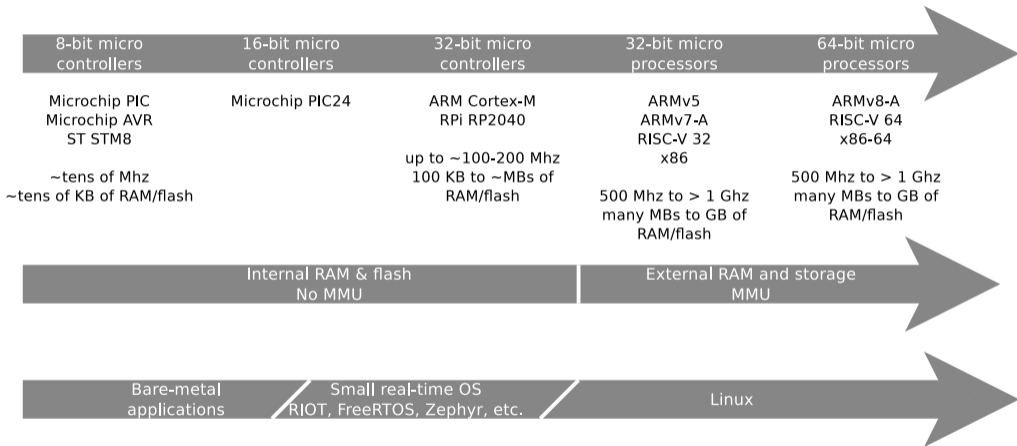 8-bit micro
controllers
16-bit micro
controllers
32-bit micro
controllers
32-bit micro
processors
64-bit micro
processors
Microchip PIC
Microchip AVR
ST STM8
~tens of Mhz
~tens of KB of RAM/flash
Microchip PIC24
ARM Cortex-M
RPi RP2040
up to ~100-200 Mhz
100 KB to ~MBs of
RAM/flash
ARMv5
ARMv7-A
RISC-V 32
x86
500 Mhz to > 1 Ghz
many MBs to GB of
RAM/flash
ARMv8-A
RISC-V 64
x86-64
500 Mhz to > 1 Ghz
many MBs to GB of
RAM/flash
Internal RAM & flash
No MMU
External RAM and storage
MMU
Bare-metal
applications
Small real-time OS
RIOT, FreeRTOS, Zephyr, etc.
Linux